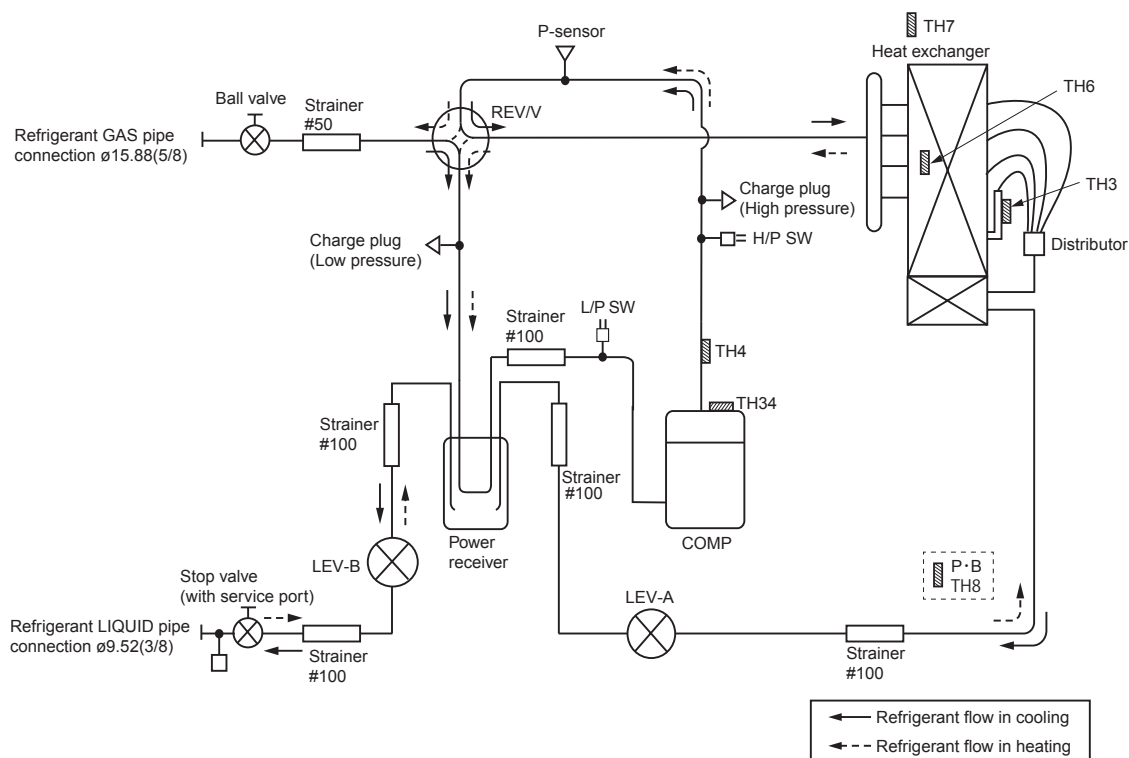 TH7
P-sensor
Heat exchanger
TH6
Ball valve
Strainer
#50
REV/V
Refrigerant GAS pipe
connection ø15.88(5/8)
TH3
Charge plug
(High pressure)
Charge plug
(Low pressure)
H/P SW
Distributor
L/P SW
Strainer
#100
TH4
TH34
Strainer
#100
Strainer
#100
Power
receiver
COMP
LEV-B
P･B
TH8
Stop valve
(with service port)
LEV-A
Refrigerant LIQUID pipe
connection ø9.52(3/8)
Strainer
#100
Strainer
#100
Refrigerant flow in cooling
Refrigerant flow in heating